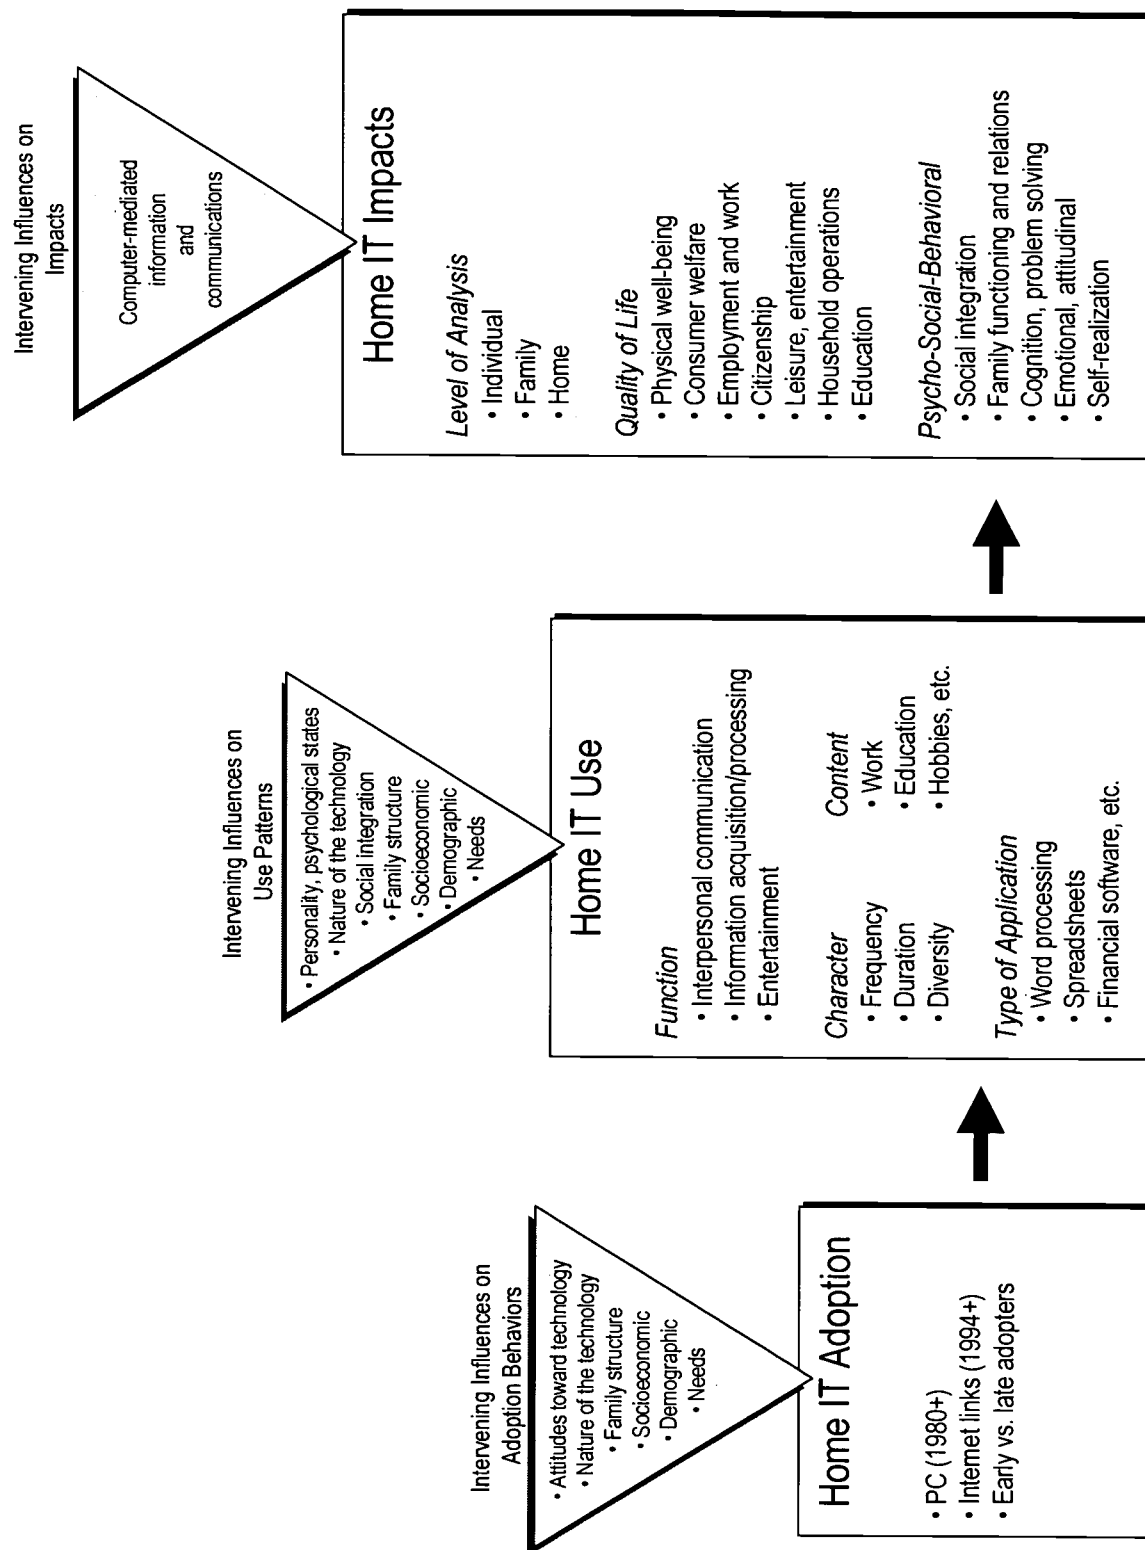 Intervening Influences on
Adoption Behaviors
• Attitudes toward technology
• Nature of the technology
• Family structure
• Socioeconomic
• Demographic
• Needs
Home IT Adoption
• PC (1980+)
• Internet links (1994+)
• Early vs. late adopters
Intervening Influences on
Use Patterns
• Personality, psychological states
• Nature of the technology
• Social integration
• Family structure
• Socioeconomic
• Demographic
• Needs
Home IT Use
Function
• Interpersonal communication
• Information acquisition/processing
• Entertainment
Character
• Frequency
• Duration
• Diversity
Content
• Work
• Education
• Hobbies, etc.
Type of Application
• Word processing
• Spreadsheets
• Financial software, etc.
Intervening Influences on
Impacts
Computer-mediated
information
and
communications
Home IT Impacts
Level of Analysis
• Individual
• Family
• Home
Quality of Life
• Physical well-being
• Consumer welfare
• Employment and work
• Citizenship
• Leisure, entertainment
• Household operations
• Education
Psycho-Social-Behavioral
• Social integration
• Family functioning and relations
• Cognition, problem solving
• Emotional, attitudinal
• Self-realization